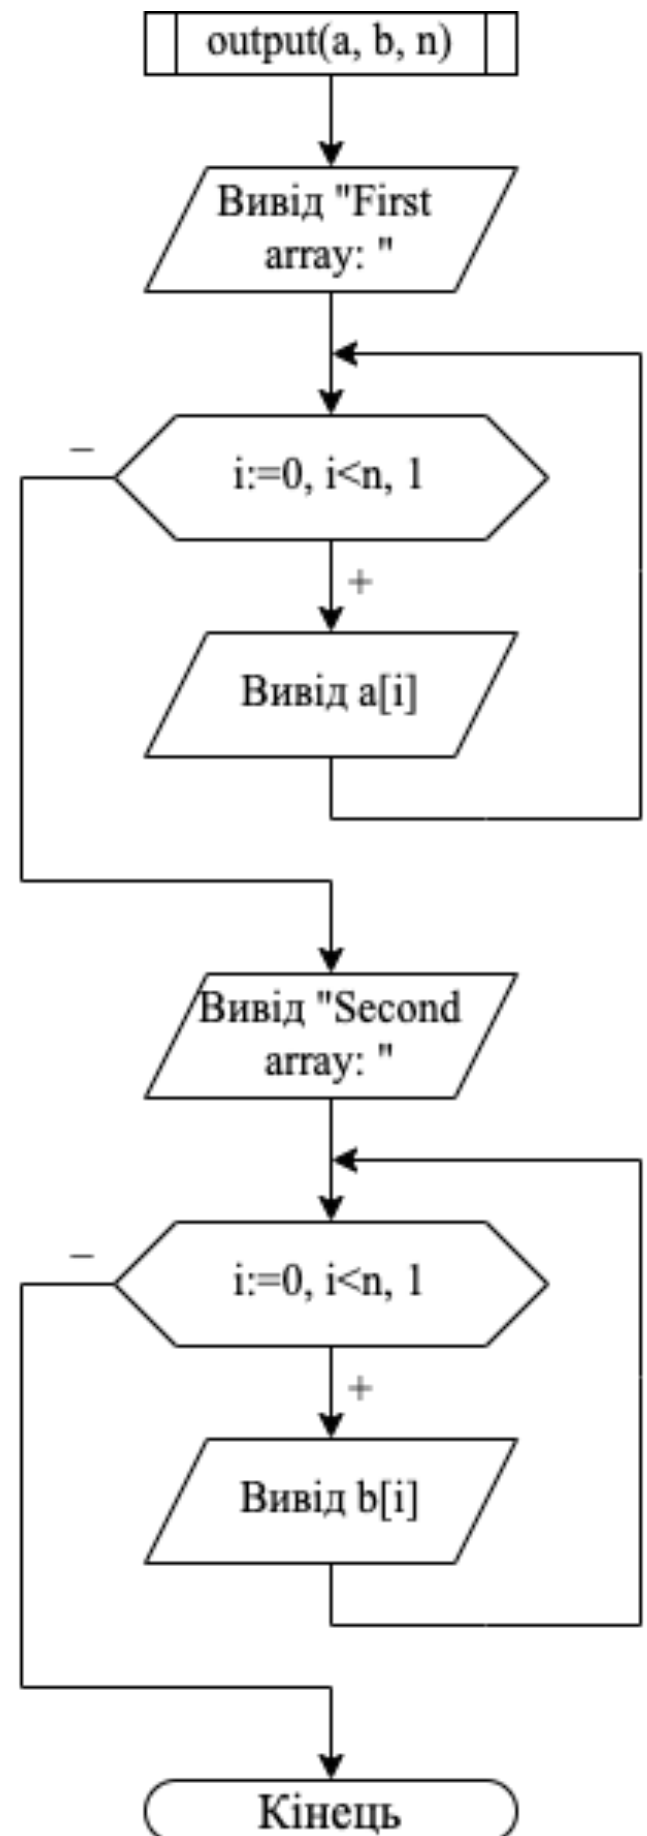 output(a, b, n)
Вивід "First
array: "
i:=0, i<n, 1
–
+
Вивід a[i]
Вивід "Second
array: "
i:=0, i<n, 1
–
+
Вивід b[i]
Кінець